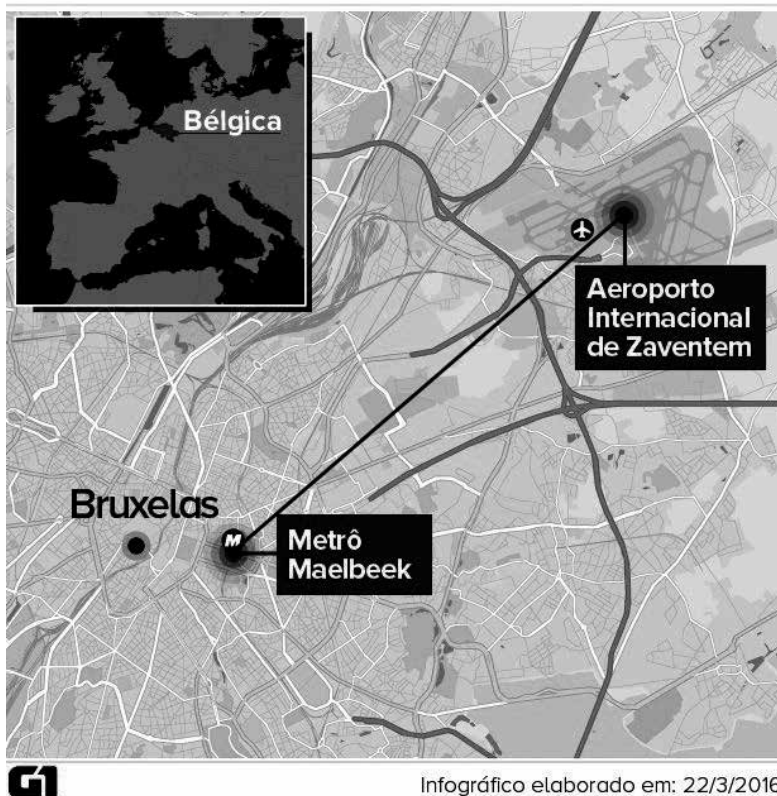 Bélgica
Aeroporto
Internacional
de Zaventem
Bruxelas
M
Metrô
Maelbeek
G1
Infográfico elaborado em: 22/3/2016